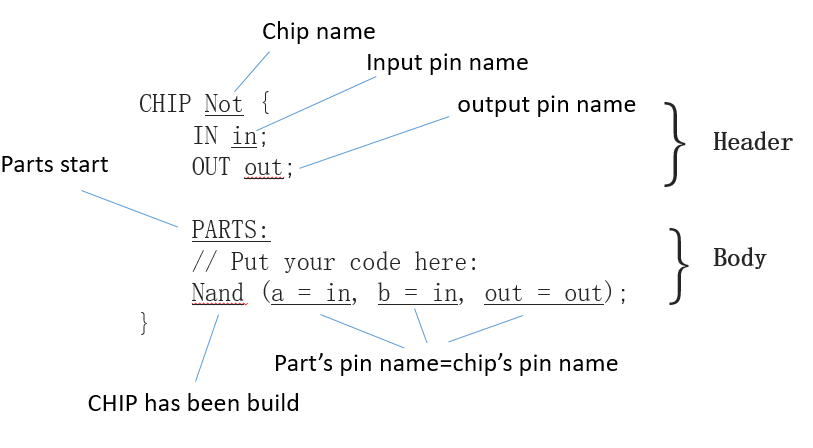 Chip name
Input pin name
CHIP Not {
output pin name
IN in;
Header
Parts start
OUT out;
PARTS:
// Put your code here:
Body
Nand (a = in, b = in, out = out);
}
Part’s pin name=chip’s pin name
CHIP has been build